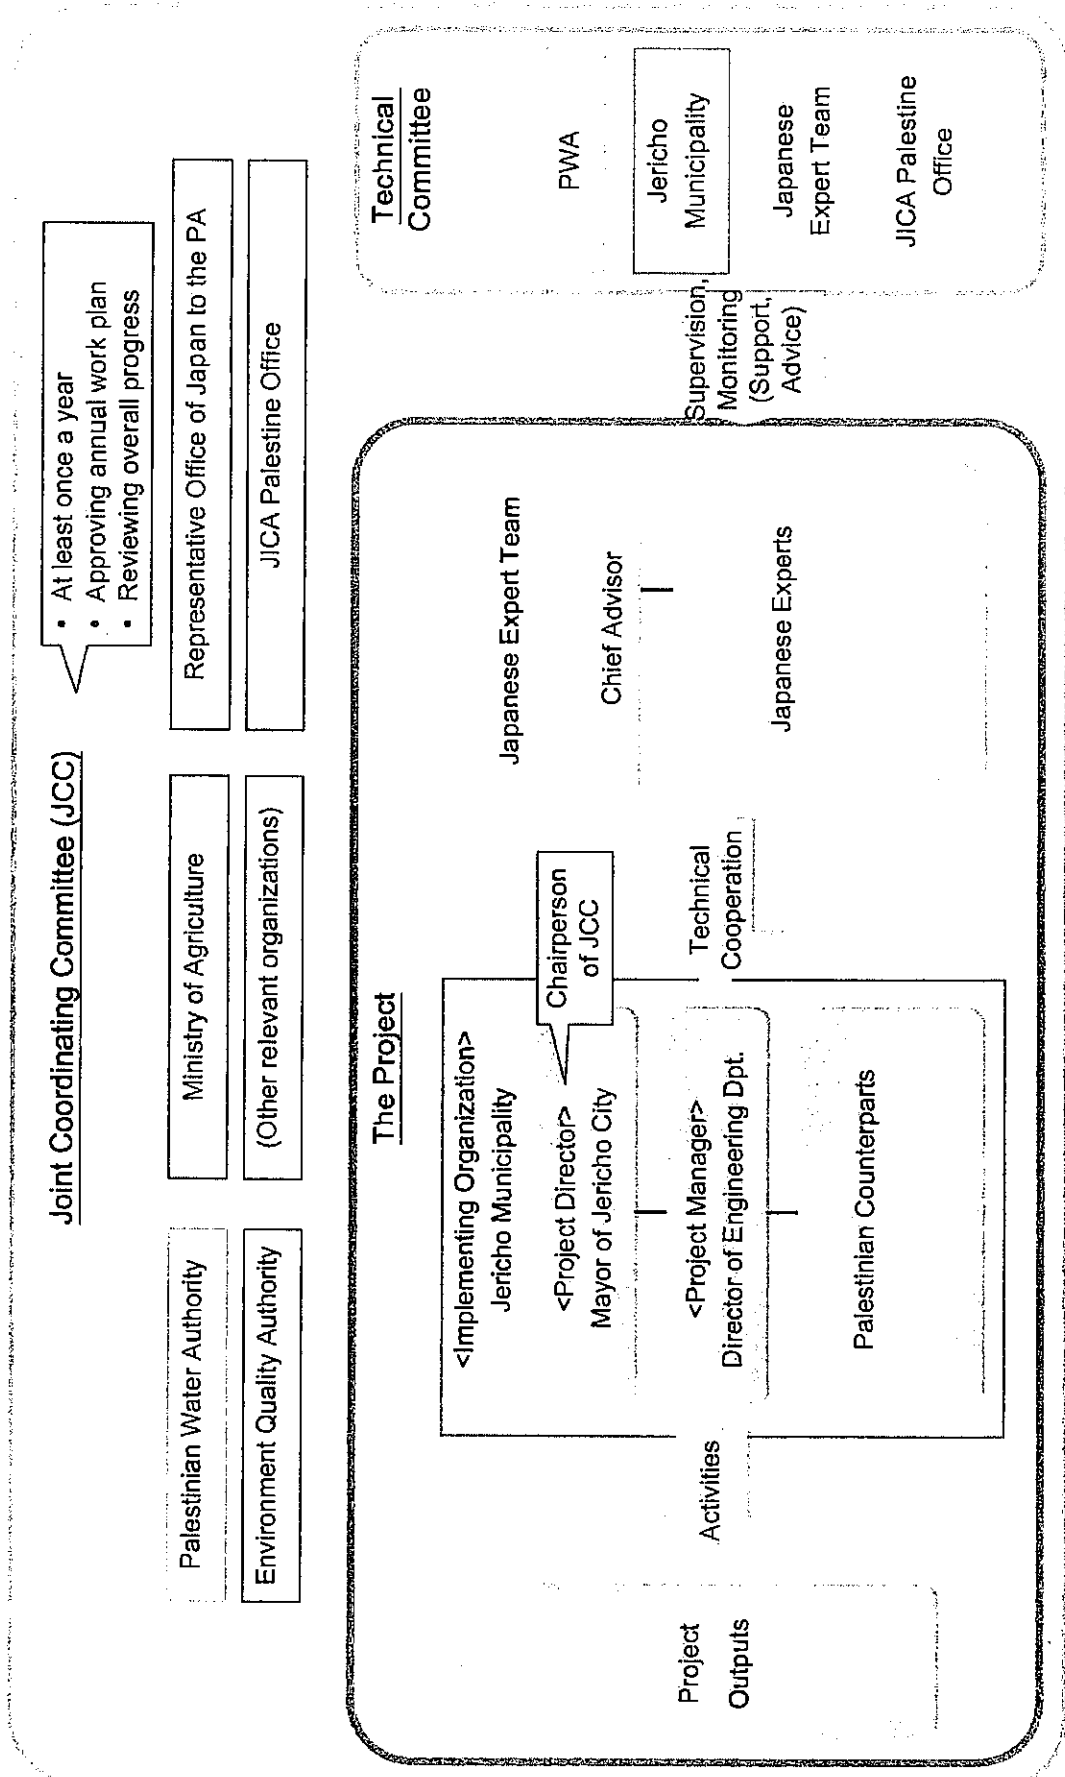 Joint Coordinating Committee (JCC)
• At least once a year
• Approving annual work plan
• Reviewing overall progress
Palestinian Water Authority
Ministry of Agriculture
Representative Office of Japan to the PA
Environment Quality Authority
(Other relevant organizations)
JICA Palestine Office
The Project
<Implementing Organization>
Jericho Municipality
<Project Director>
Mayor of Jericho City
Chairperson
of JCC
<Project Manager>
Director of Engineering Dpt.
Palestinian Counterparts
Project
Outputs
Activities
Technical
Cooperation
Japanese Expert Team
Chief Advisor
Japanese Experts
Supervision,
Monitoring
(Support,
Advice)
Technical
Committee
PWA
Jericho
Municipality
Japanese
Expert Team
JICA Palestine
Office